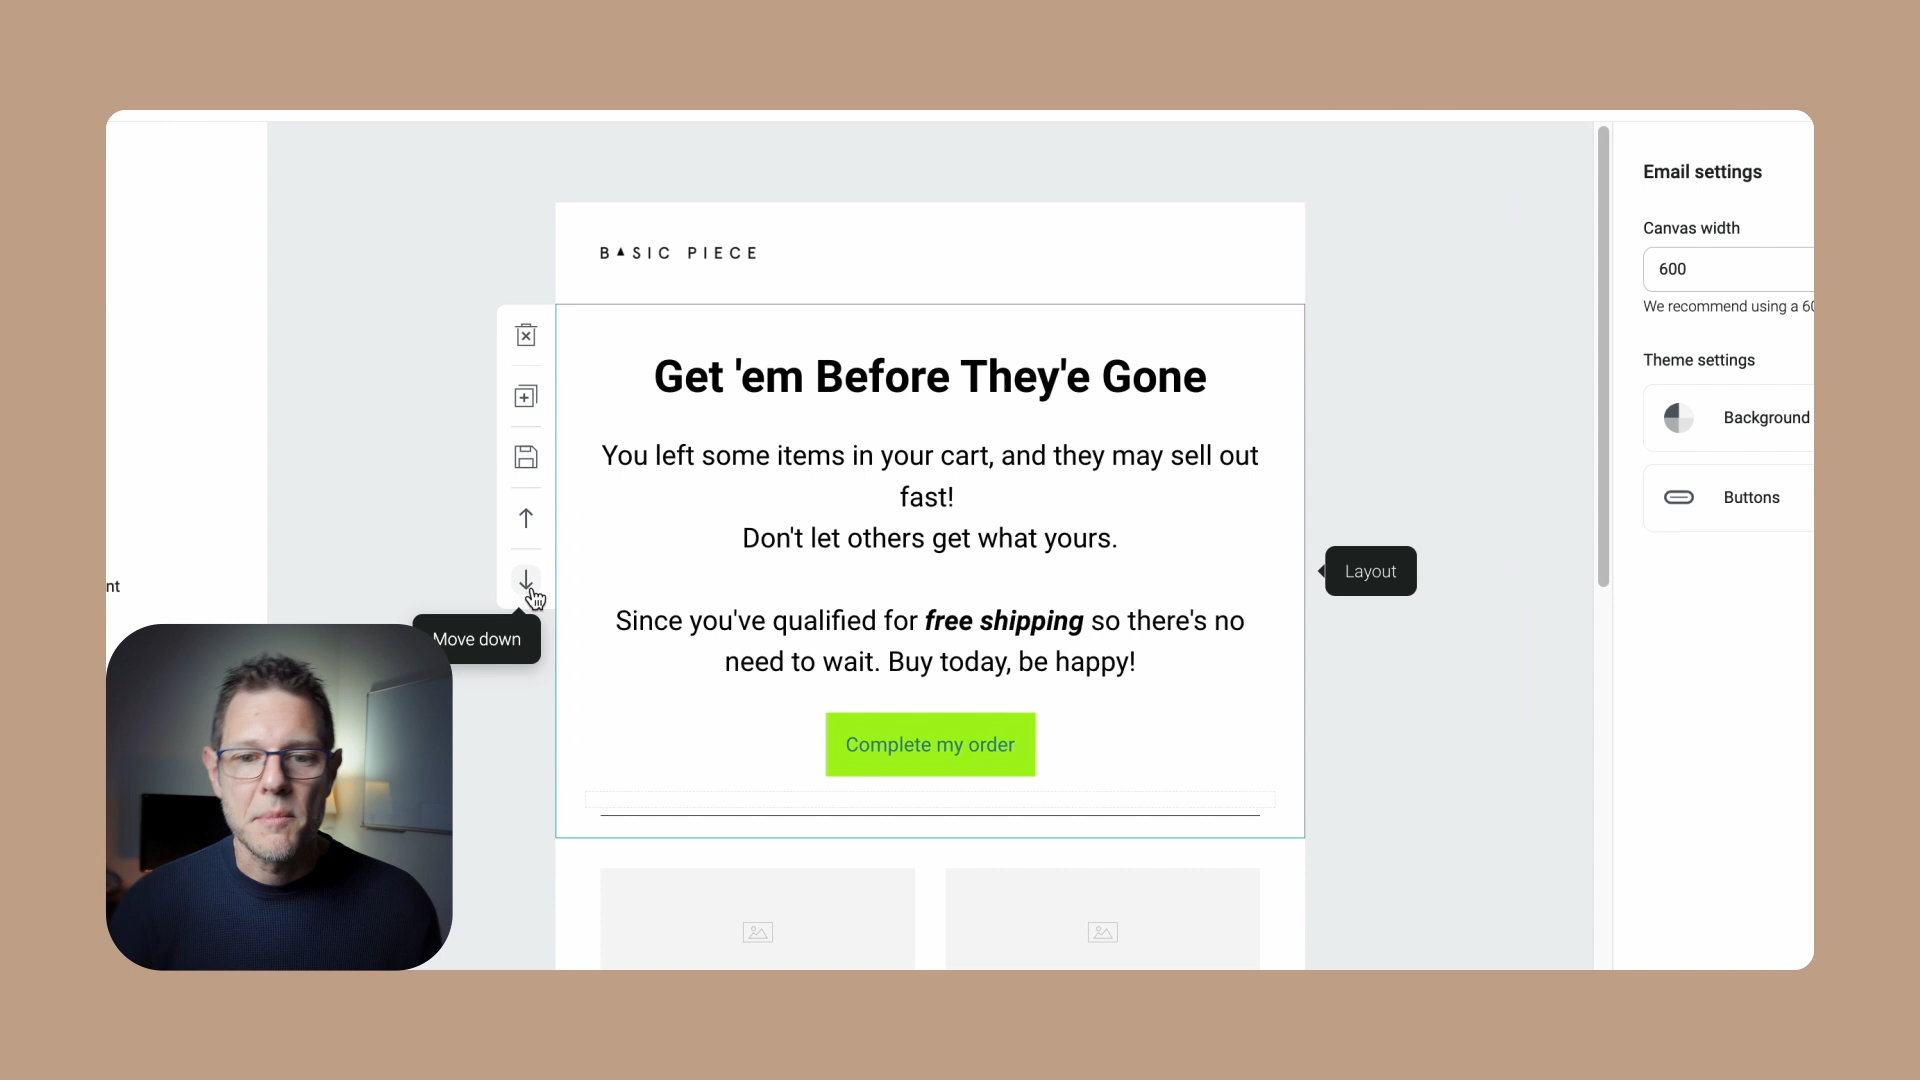 Email settings
Canvas width
BASIC PIECE
600
We recommend using a 60
Theme settings
Get 'em Before They'e Gone
Background
You left some items in your cart, and they may sell out
fast!
Buttons
Don't let others get what yours.
Layout
nt
Since you've qualified for free shipping so there's no
Move down
need to wait. Buy today, be happy!
Complete my order